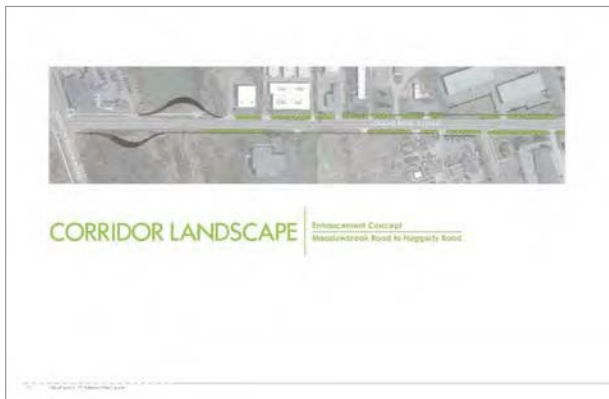 CORRIDOR LANDSCAPE
Enhancement Concept
Meadowbrook Road to Haggerty Road